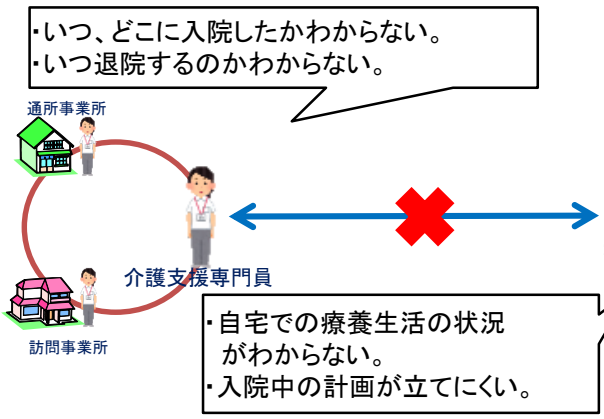 ・いつ、どこに入院したかわからない。
・いつ退院するのかわからない。
通所事業所
介護支援専門員
訪問事業所
・自宅での療養生活の状況
がわからない。
・入院中の計画が立てにくい。